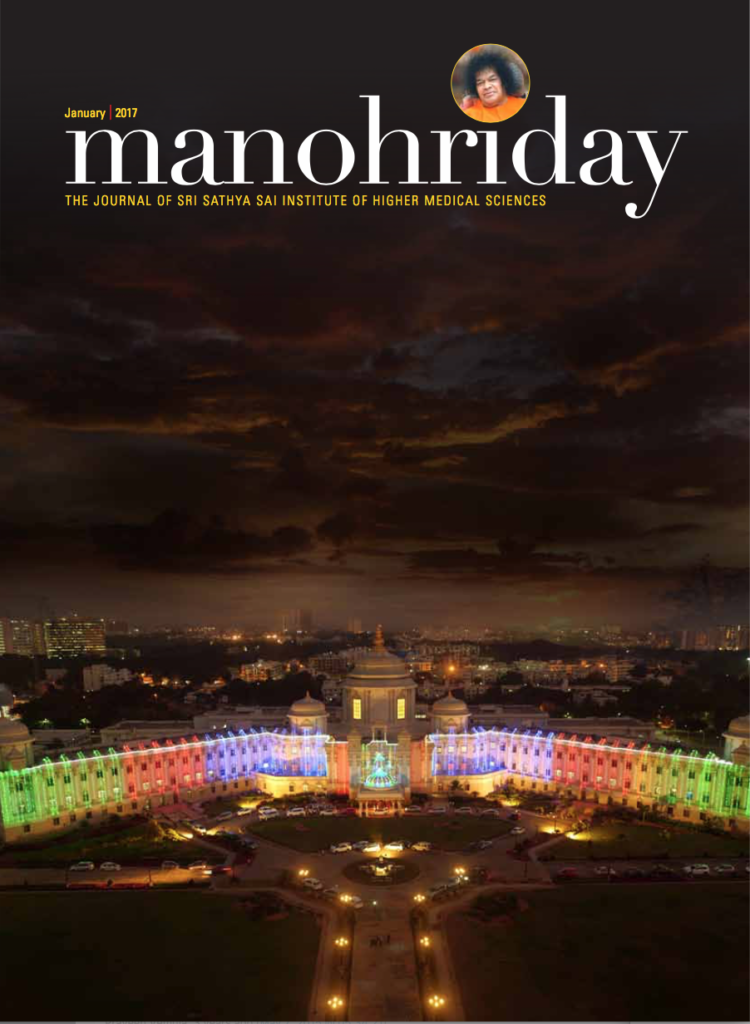 January | 2017
manohriday
THE JOURNAL OF SRI SATHYA SAI INSTITUTE OF HIGHER MEDICAL SCIENCES